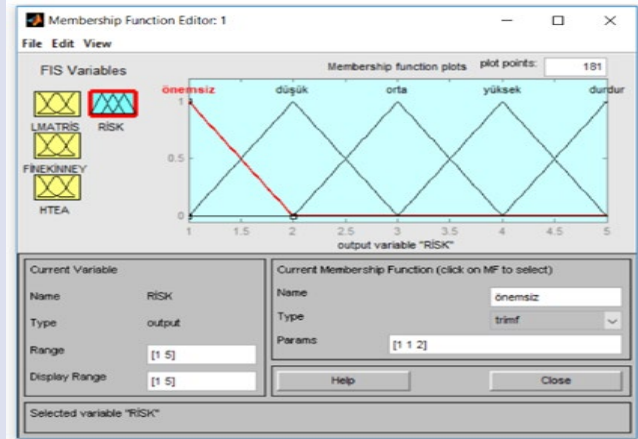 Membership Function Editor: 1
File Edit View
FIS Variables
LMATRİS
RİSK
FİNEKİNNEY
HTEA
Membership function plots
plot points:
181
önemsiz
düşük
orta
yüksek
durdur
1
0.5
0
1 1.5 2 2.5 3 3.5 4 4.5 5
output variable "RİSK"
Current Variable
Name RİSK
Type output
Range [1 5]
Display Range [1 5]
Current Membership Function (click on MF to select)
Name önemsiz
Type trimf
Params [1 1 2]
Help
Close
Selected variable "RİSK"